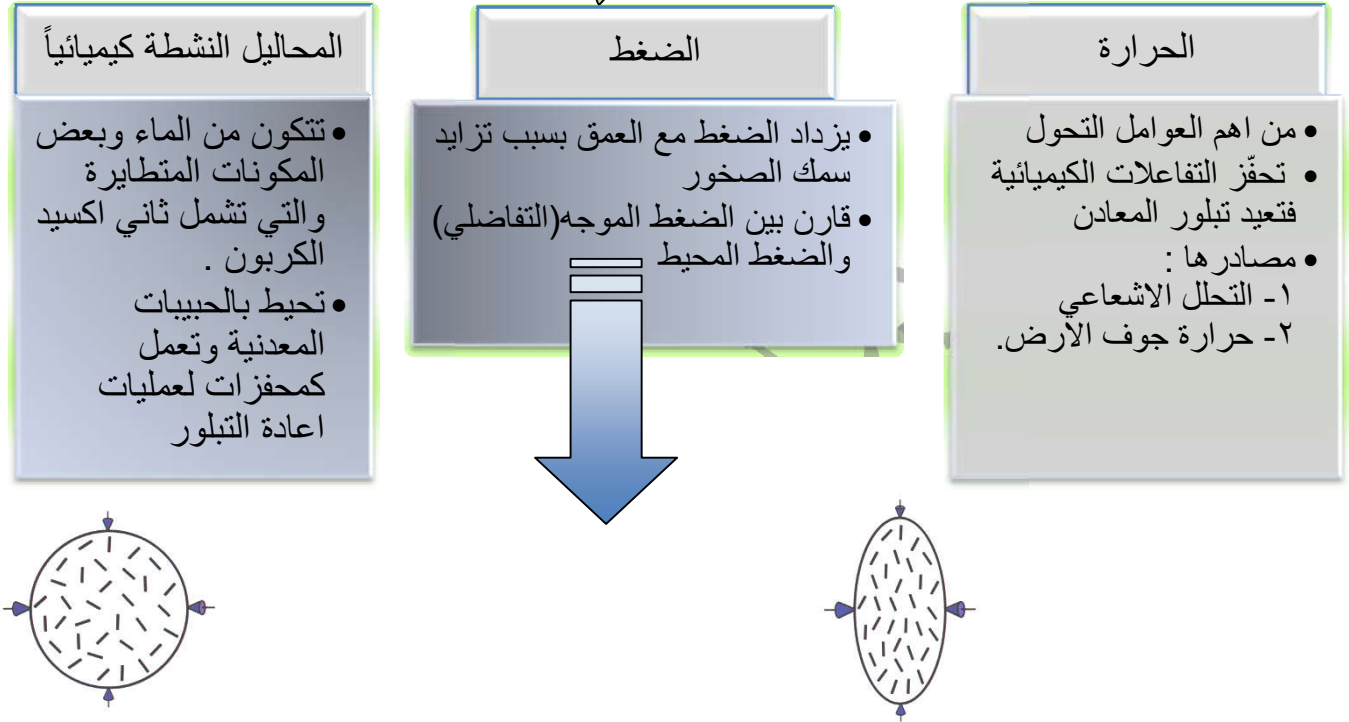 الحرارة
• من اهم العوامل التحول
• تحفّز التفاعلات الكيميائية
فتعيد تبلور المعادن
• مصادرها :
١- التحلل الاشعاعي
٢- حرارة جوف الارض.
الضغط
• يزداد الضغط مع العمق بسبب تزايد
سمك الصخور
• قارن بين الضغط الموجه(التفاضلي)
والضغط المحيط
المحاليل النشطة كيميائياً
• تتكون من الماء وبعض
المكونات المتطايرة
والتي تشمل ثاني اكسيد
الكربون .
• تحيط بالحبيبات
المعدنية وتعمل
كمحفزات لعمليات
اعادة التبلور